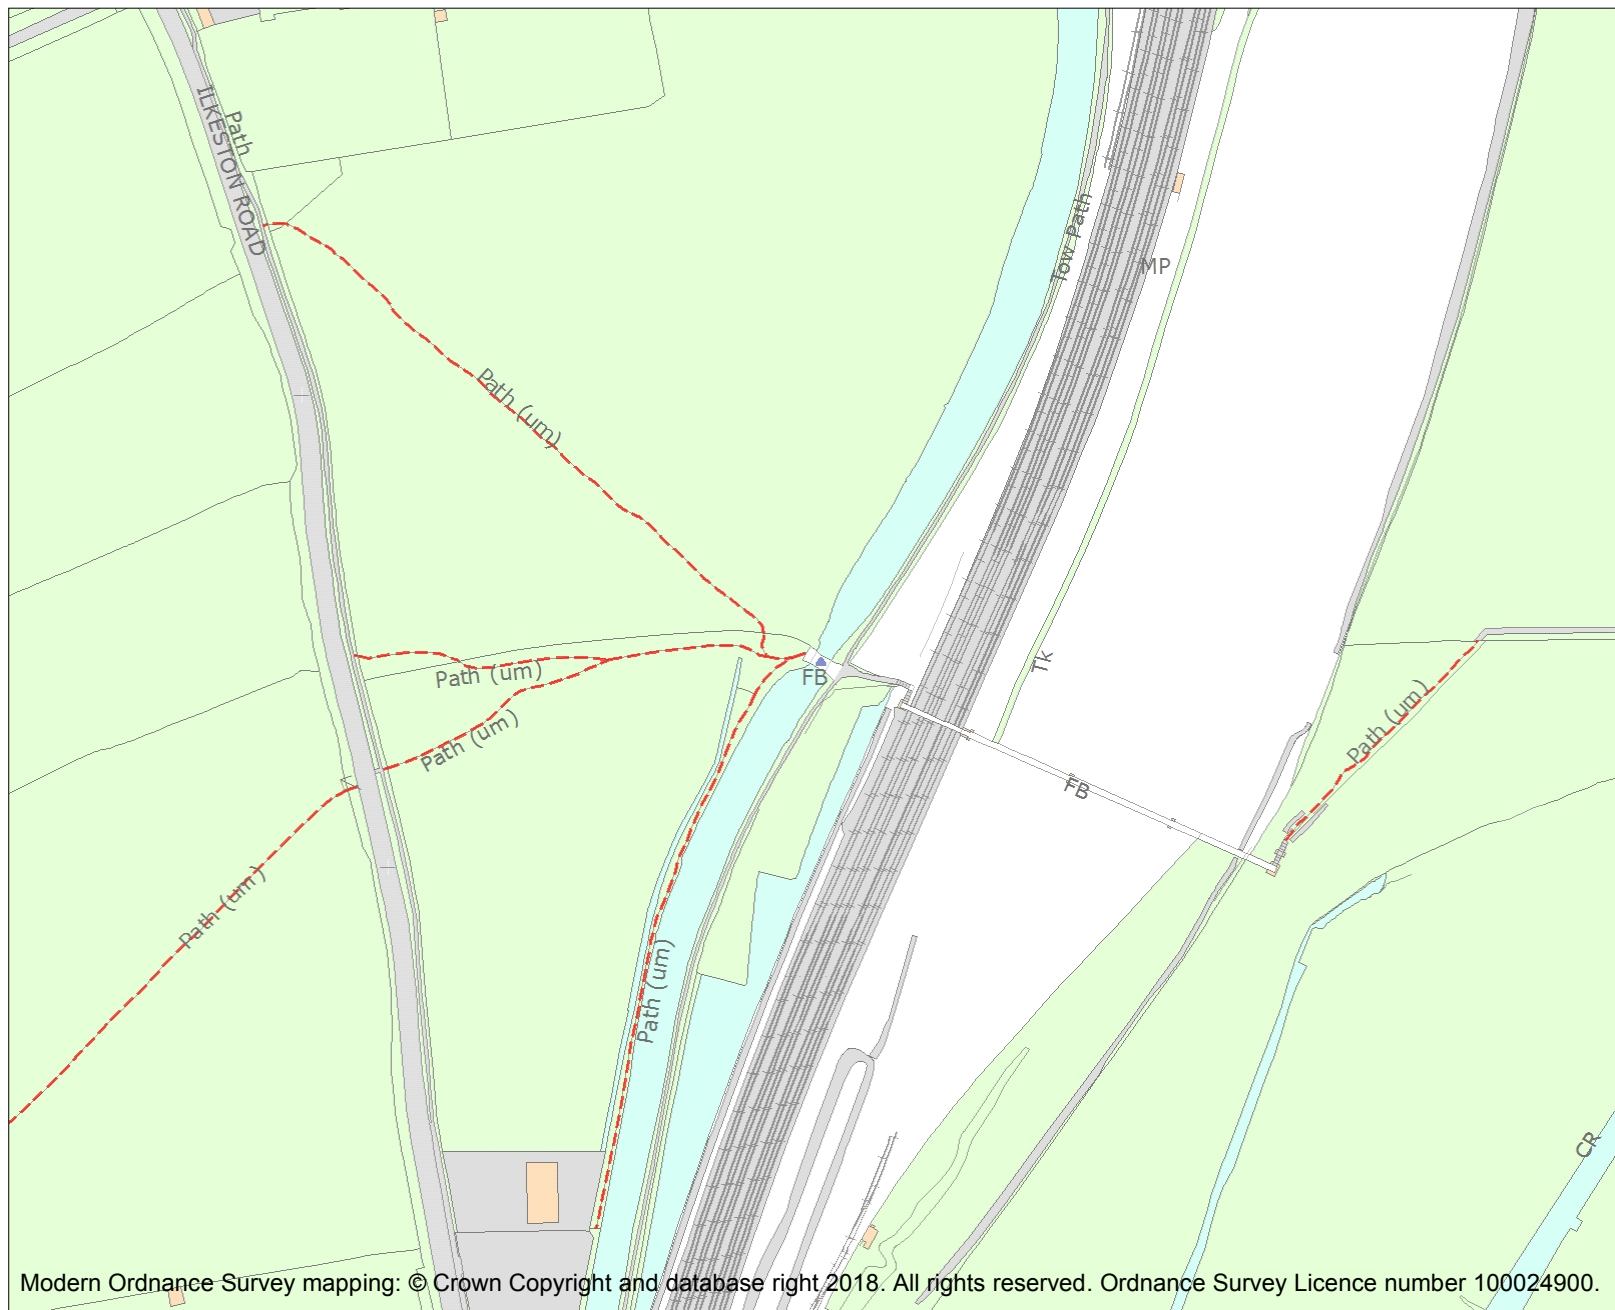 ILKESTON ROAD
Path
Tow Path
MP
Path (um)
Path (um)
FB
Tk
Path (um)
Path (um)
FB
Path (um)
Path (um)
CR
Modern Ordnance Survey mapping: © Crown Copyright and database right 2018. All rights reserved. Ordnance Survey Licence number 100024900.